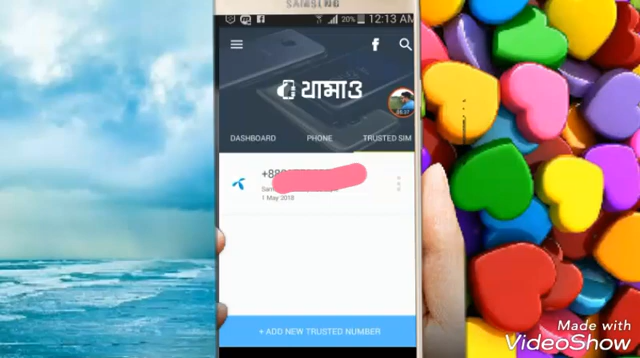 SAMSUNG
20% 12:13 AM
থামাও
DASHBOARD PHONE TRUSTED SIM
+88
Sam
1 May 2018
+ ADD NEW TRUSTED NUMBER
Made with
VideoShow